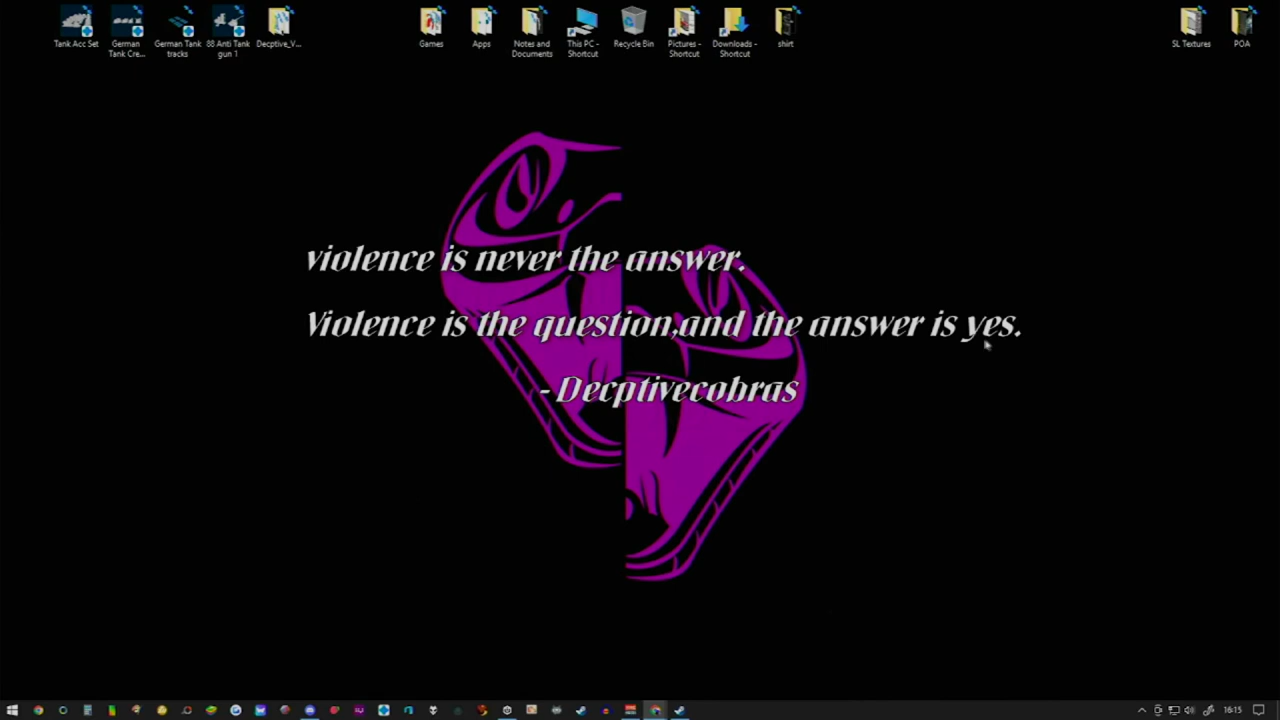 Tank Acc Set
German Tank Cre...
German Tank tracks
88 Anti Tank gun 1
Decptive_V...
Games
Apps
Notes and Documents
This PC - Shortcut
Recycle Bin
Pictures - Shortcut
Downloads - Shortcut
shirt
SL Textures
POA
violence is never the answer.
Violence is the question,and the answer is yes.
- Decptivecobras
16:15